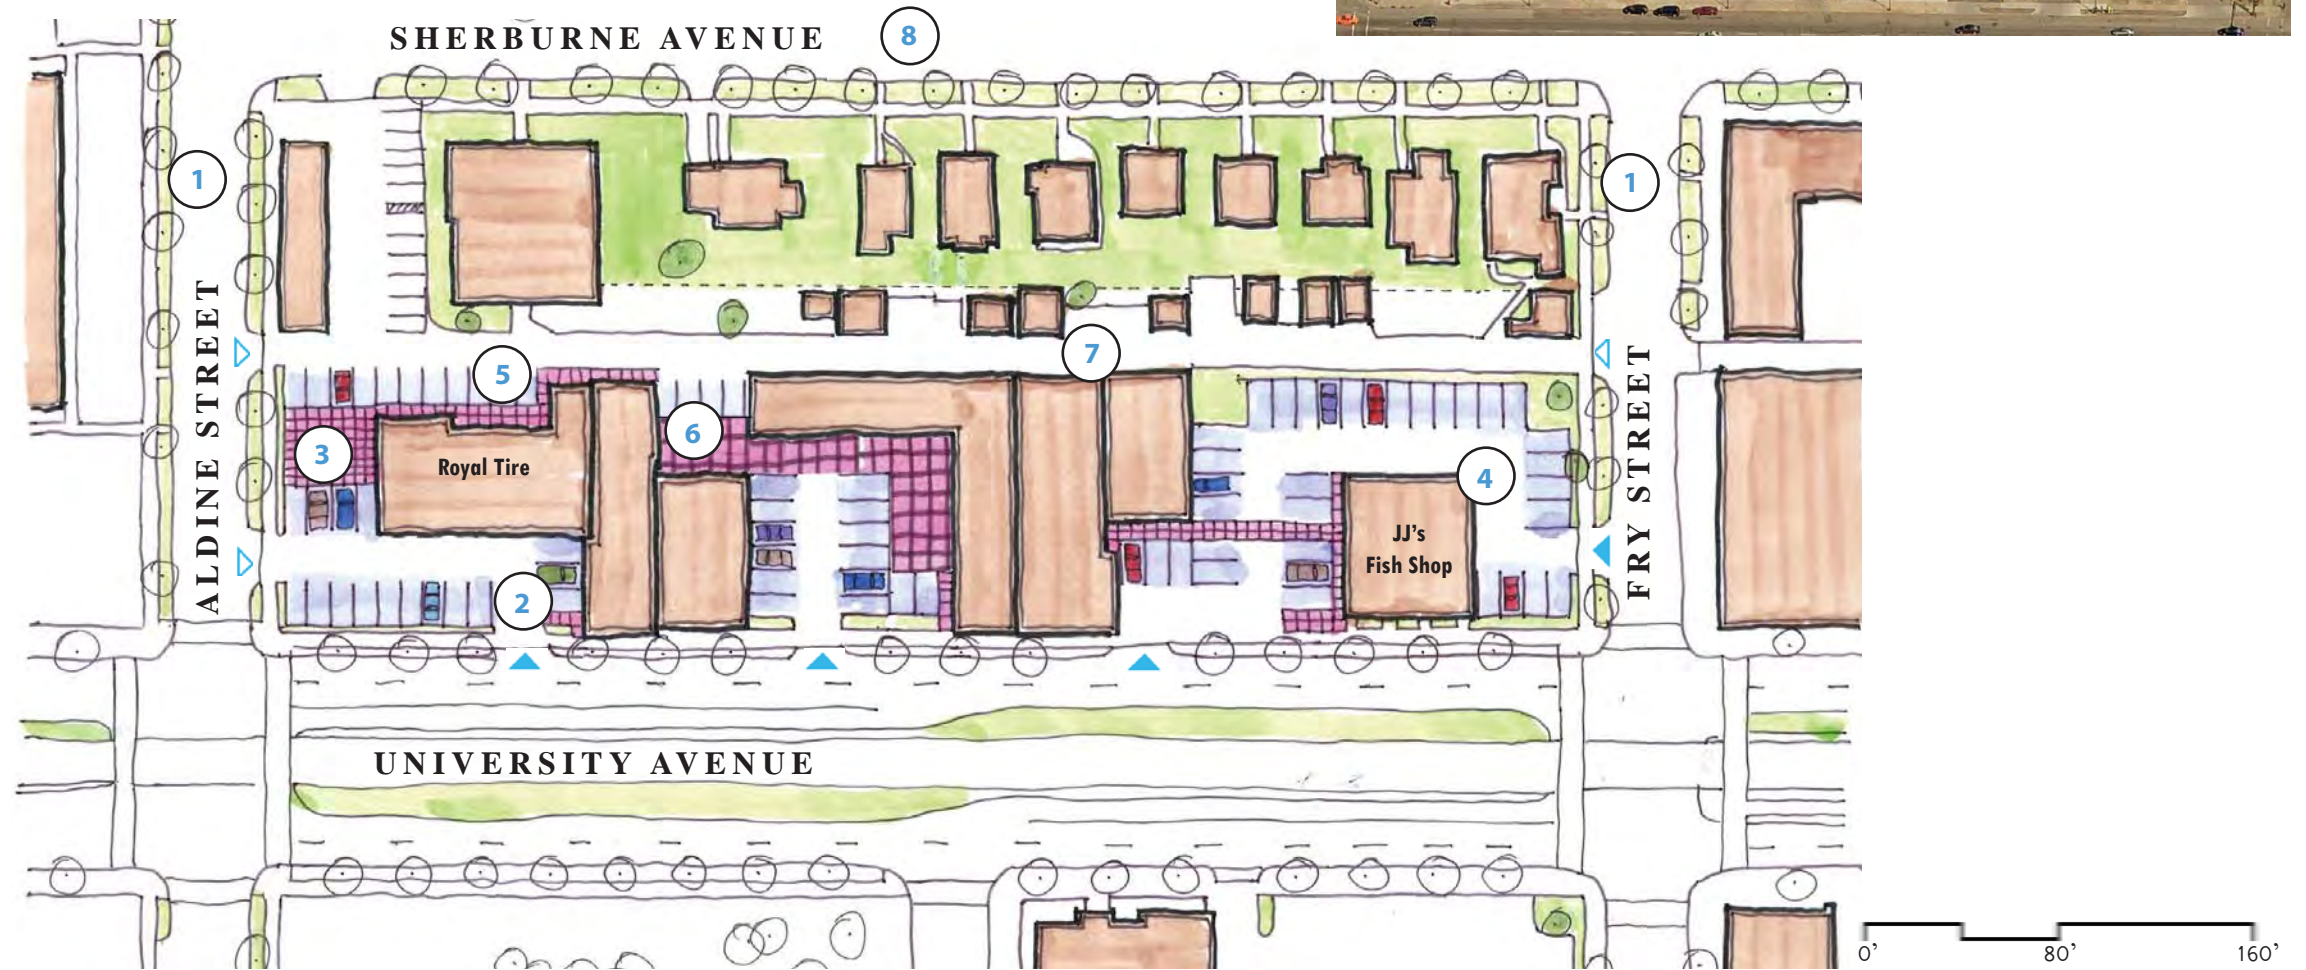 SHERBURNE AVENUE
8
1
1
ALDINE STREET
5
7
6
3
Royal Tire
4
JJ's
Fish Shop
FRY STREET
2
UNIVERSITY AVENUE
0’
80’
160’